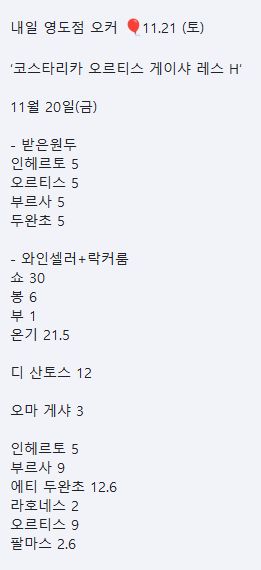 내일 영도점 오커 🎈11.21 (토)
‘코스타리카 오르티스 게이샤 레스 H‘
11월 20일(금)
- 받은원두
인헤르토 5
오르티스 5
부르사 5
두완초 5
- 와인셀러+락커룸
쇼 30
봉 6
부 1
온기 21.5
디 산토스 12
오마 게샤 3
인헤르토 5
부르사 9
에티 두완초 12.6
라호네스 2
오르티스 9
팔마스 2.6